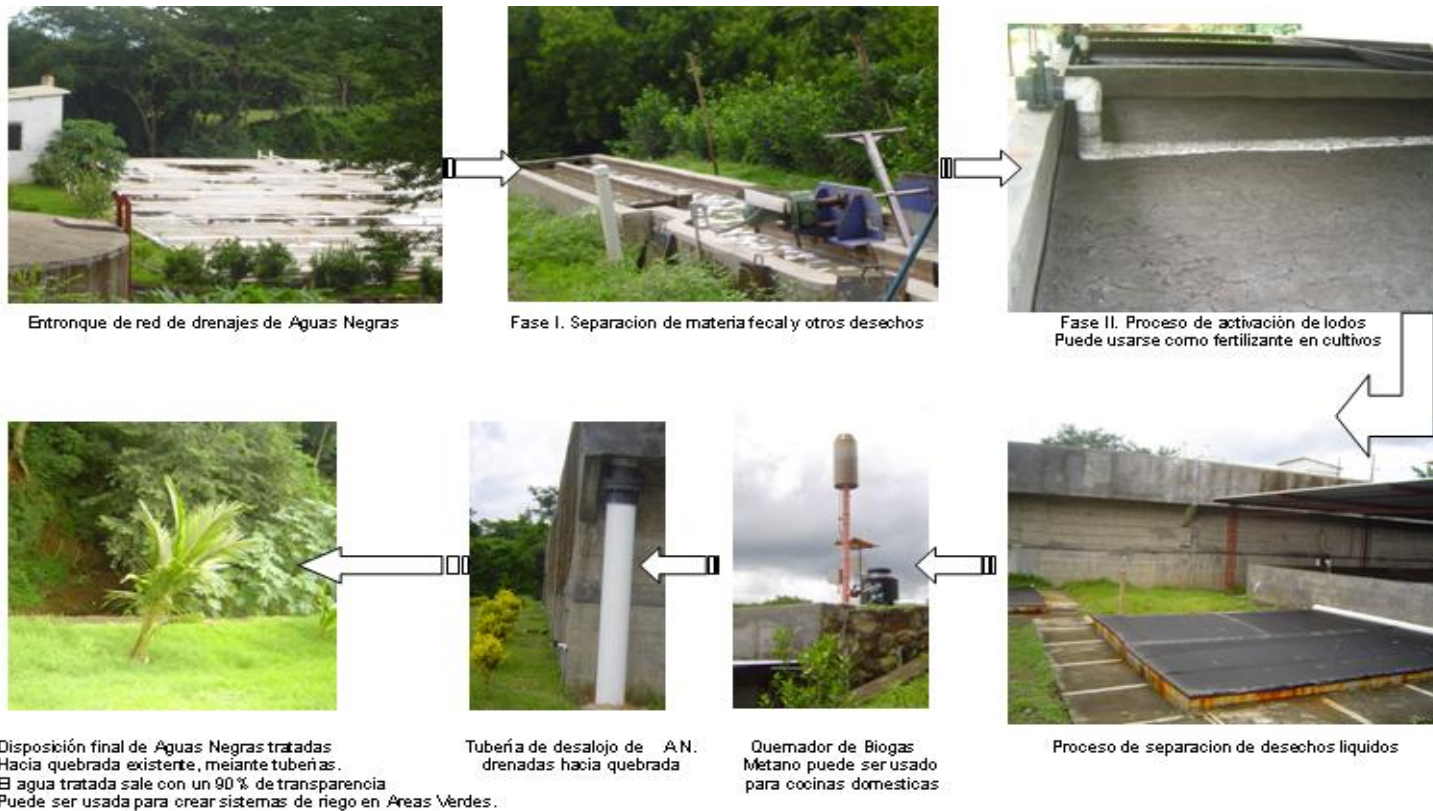 Entronque de red de drenajes de Aguas Negras
Fase I. Separacion de materia fecal y otros desechos
Fase II. Proceso de activación de lodos
Puede usarse como fertilizante en cultivos
Proceso de separacion de desechos liquidos
Quemador de Biogas
Metano puede ser usado
para cocinas domesticas
Tubería de desalojo de A.N.
drenadas hacia quebrada
Disposición final de Aguas Negras tratadas
Hacia quebrada existente, meiante tuberias.
El agua tratada sale con un 90 % de transparencia
Puede ser usada para crear sistemas de riego en Areas Verdes.